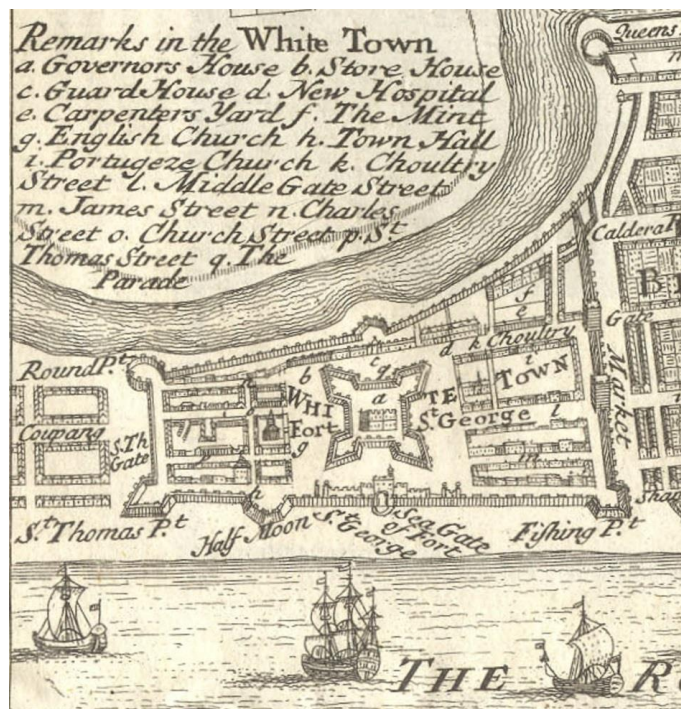 Remarks in the White Town
a. Governors House b. Store House
c. Guard House d. New Hospital
e. Carpenters Yard f. The Mint
g. English Church h. Town Hall
i. Portugeze Church k. Choultry
Street l. Middle Gate Street
m. James Street n. Charles
Street o. Church Street p. St.
Thomas Street q. The
Parade
Queens
Caldera
Gate
Market
f
e
d k Choultry
c
i
b
q
TOWN
Round Pt.
a
WHI
TE
Fort
St. George
l
Coupang
g
S. Th
Gate
m
h
St. Thomas Pt.
Half Moon
St. George
Sea Gate
of Fort
Fishing Pt.
THE R